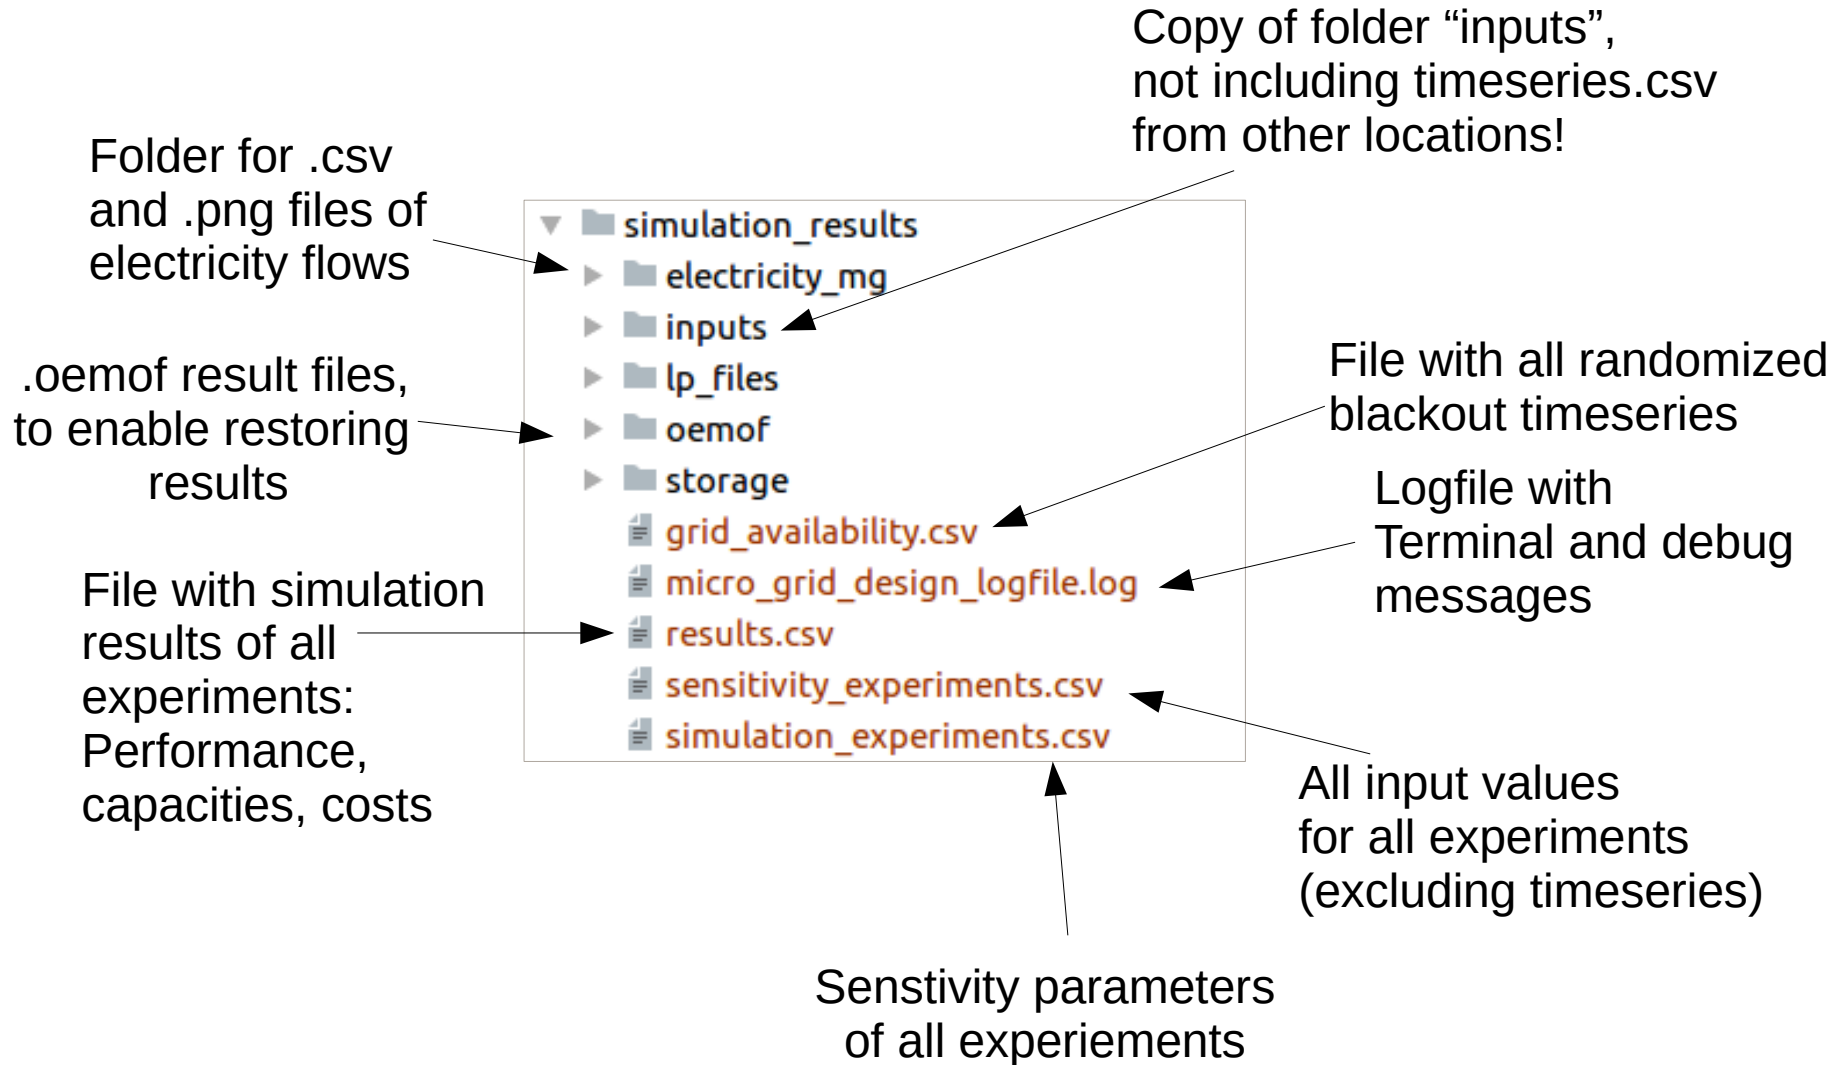 Copy of folder “inputs”,
not including timeseries.csv
from other locations!
Folder for .csv
and .png files of
electricity flows
.oemof result files,
to enable restoring
results
File with simulation
results of all
experiments:
Performance,
capacities, costs
simulation_results
electricity_mg
inputs
lp_files
oemof
storage
grid_availability.csv
micro_grid_design_logfile.log
results.csv
sensitivity_experiments.csv
simulation_experiments.csv
File with all randomized
blackout timeseries
Logfile with
Terminal and debug
messages
All input values
for all experiments
(excluding timeseries)
Senstivity parameters
of all experiements